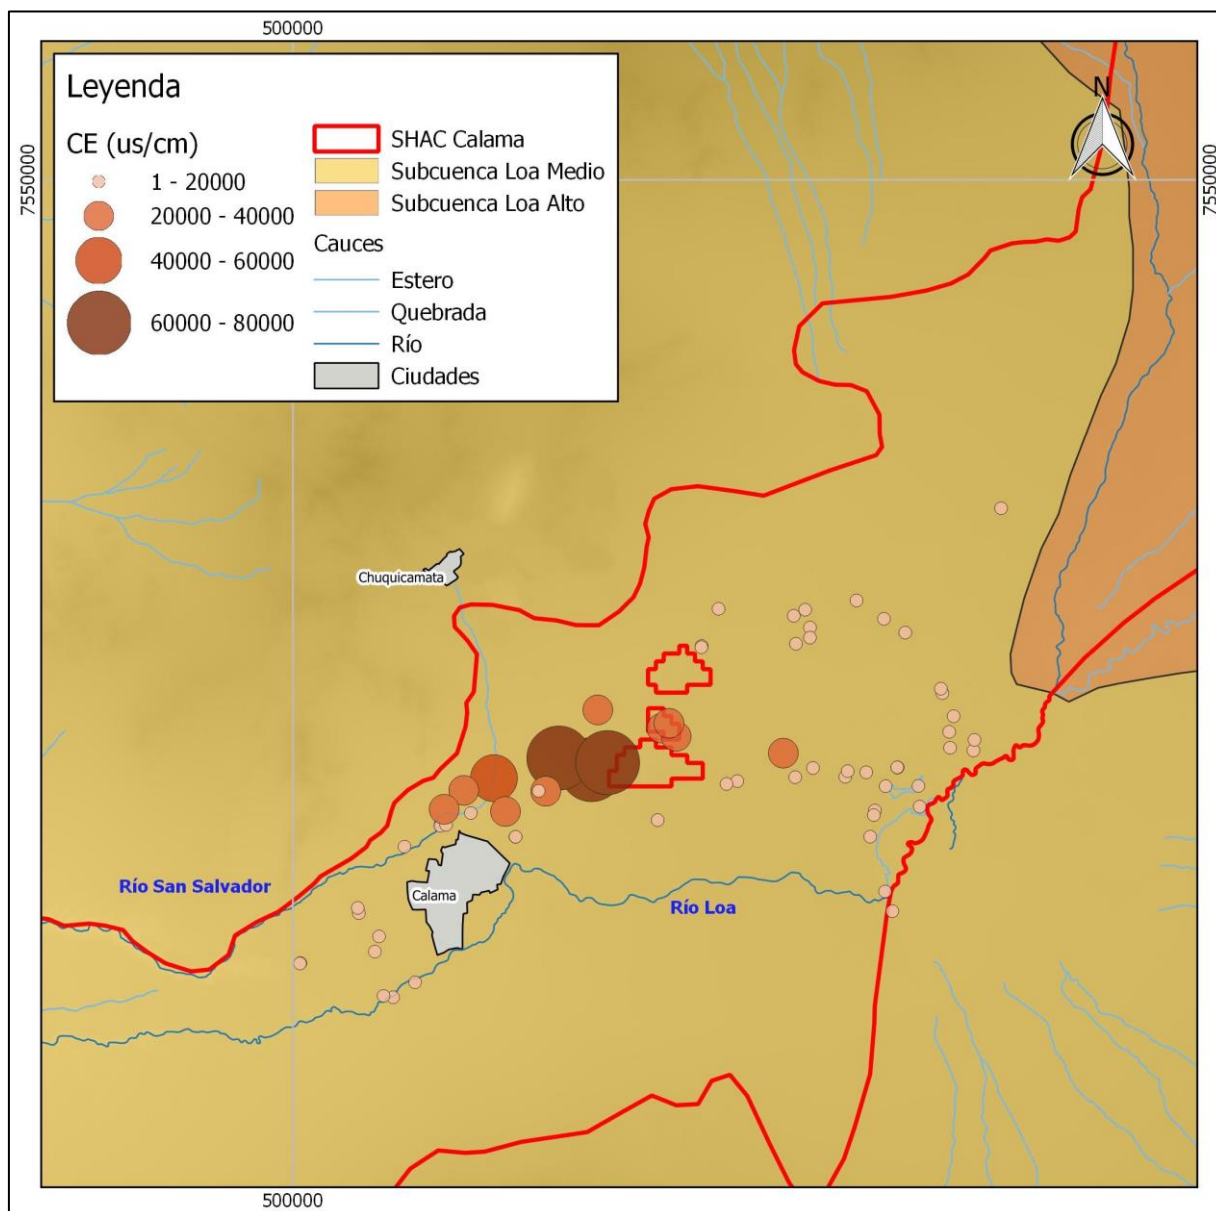 500000
Leyenda
CE (us/cm)
1 - 20000
20000 - 40000
40000 - 60000
60000 - 80000
SHAC Calama
Subcuenca Loa Medio
Subcuenca Loa Alto
Cauces
Estero
Quebrada
Río
Ciudades
N
7550000
7550000
Chuquicamata
Río San Salvador
Calama
Río Loa
500000